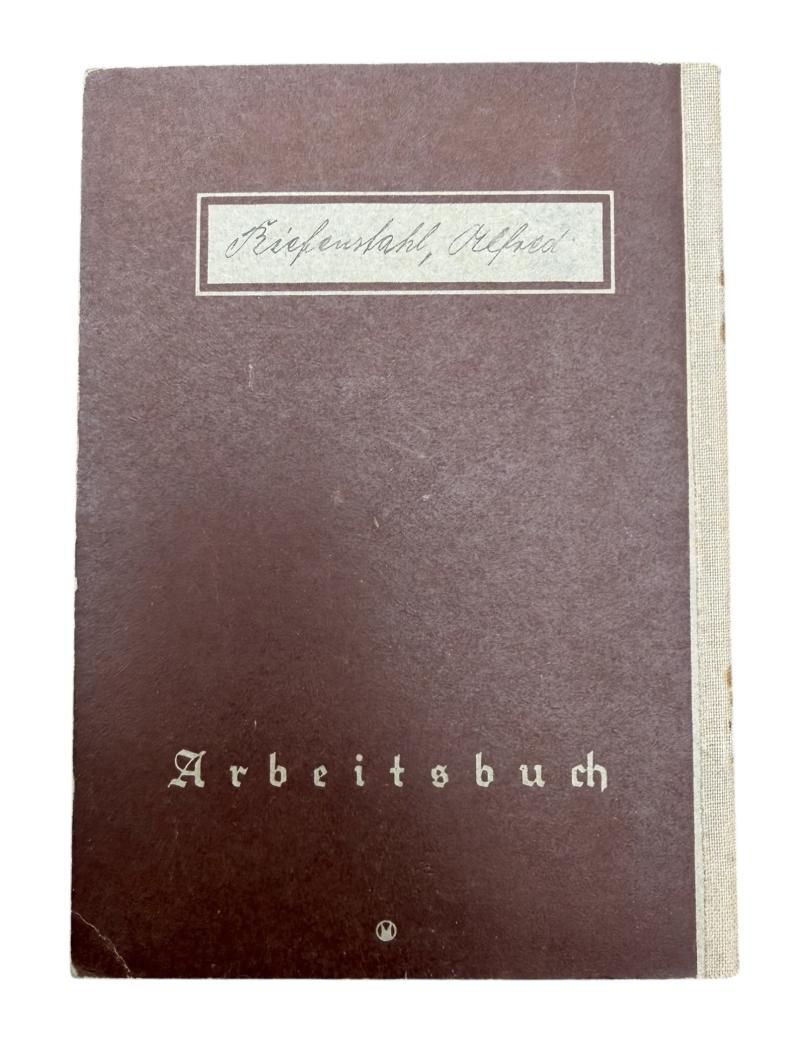 Riefenstahl, Alfred
Arbeitsbuch